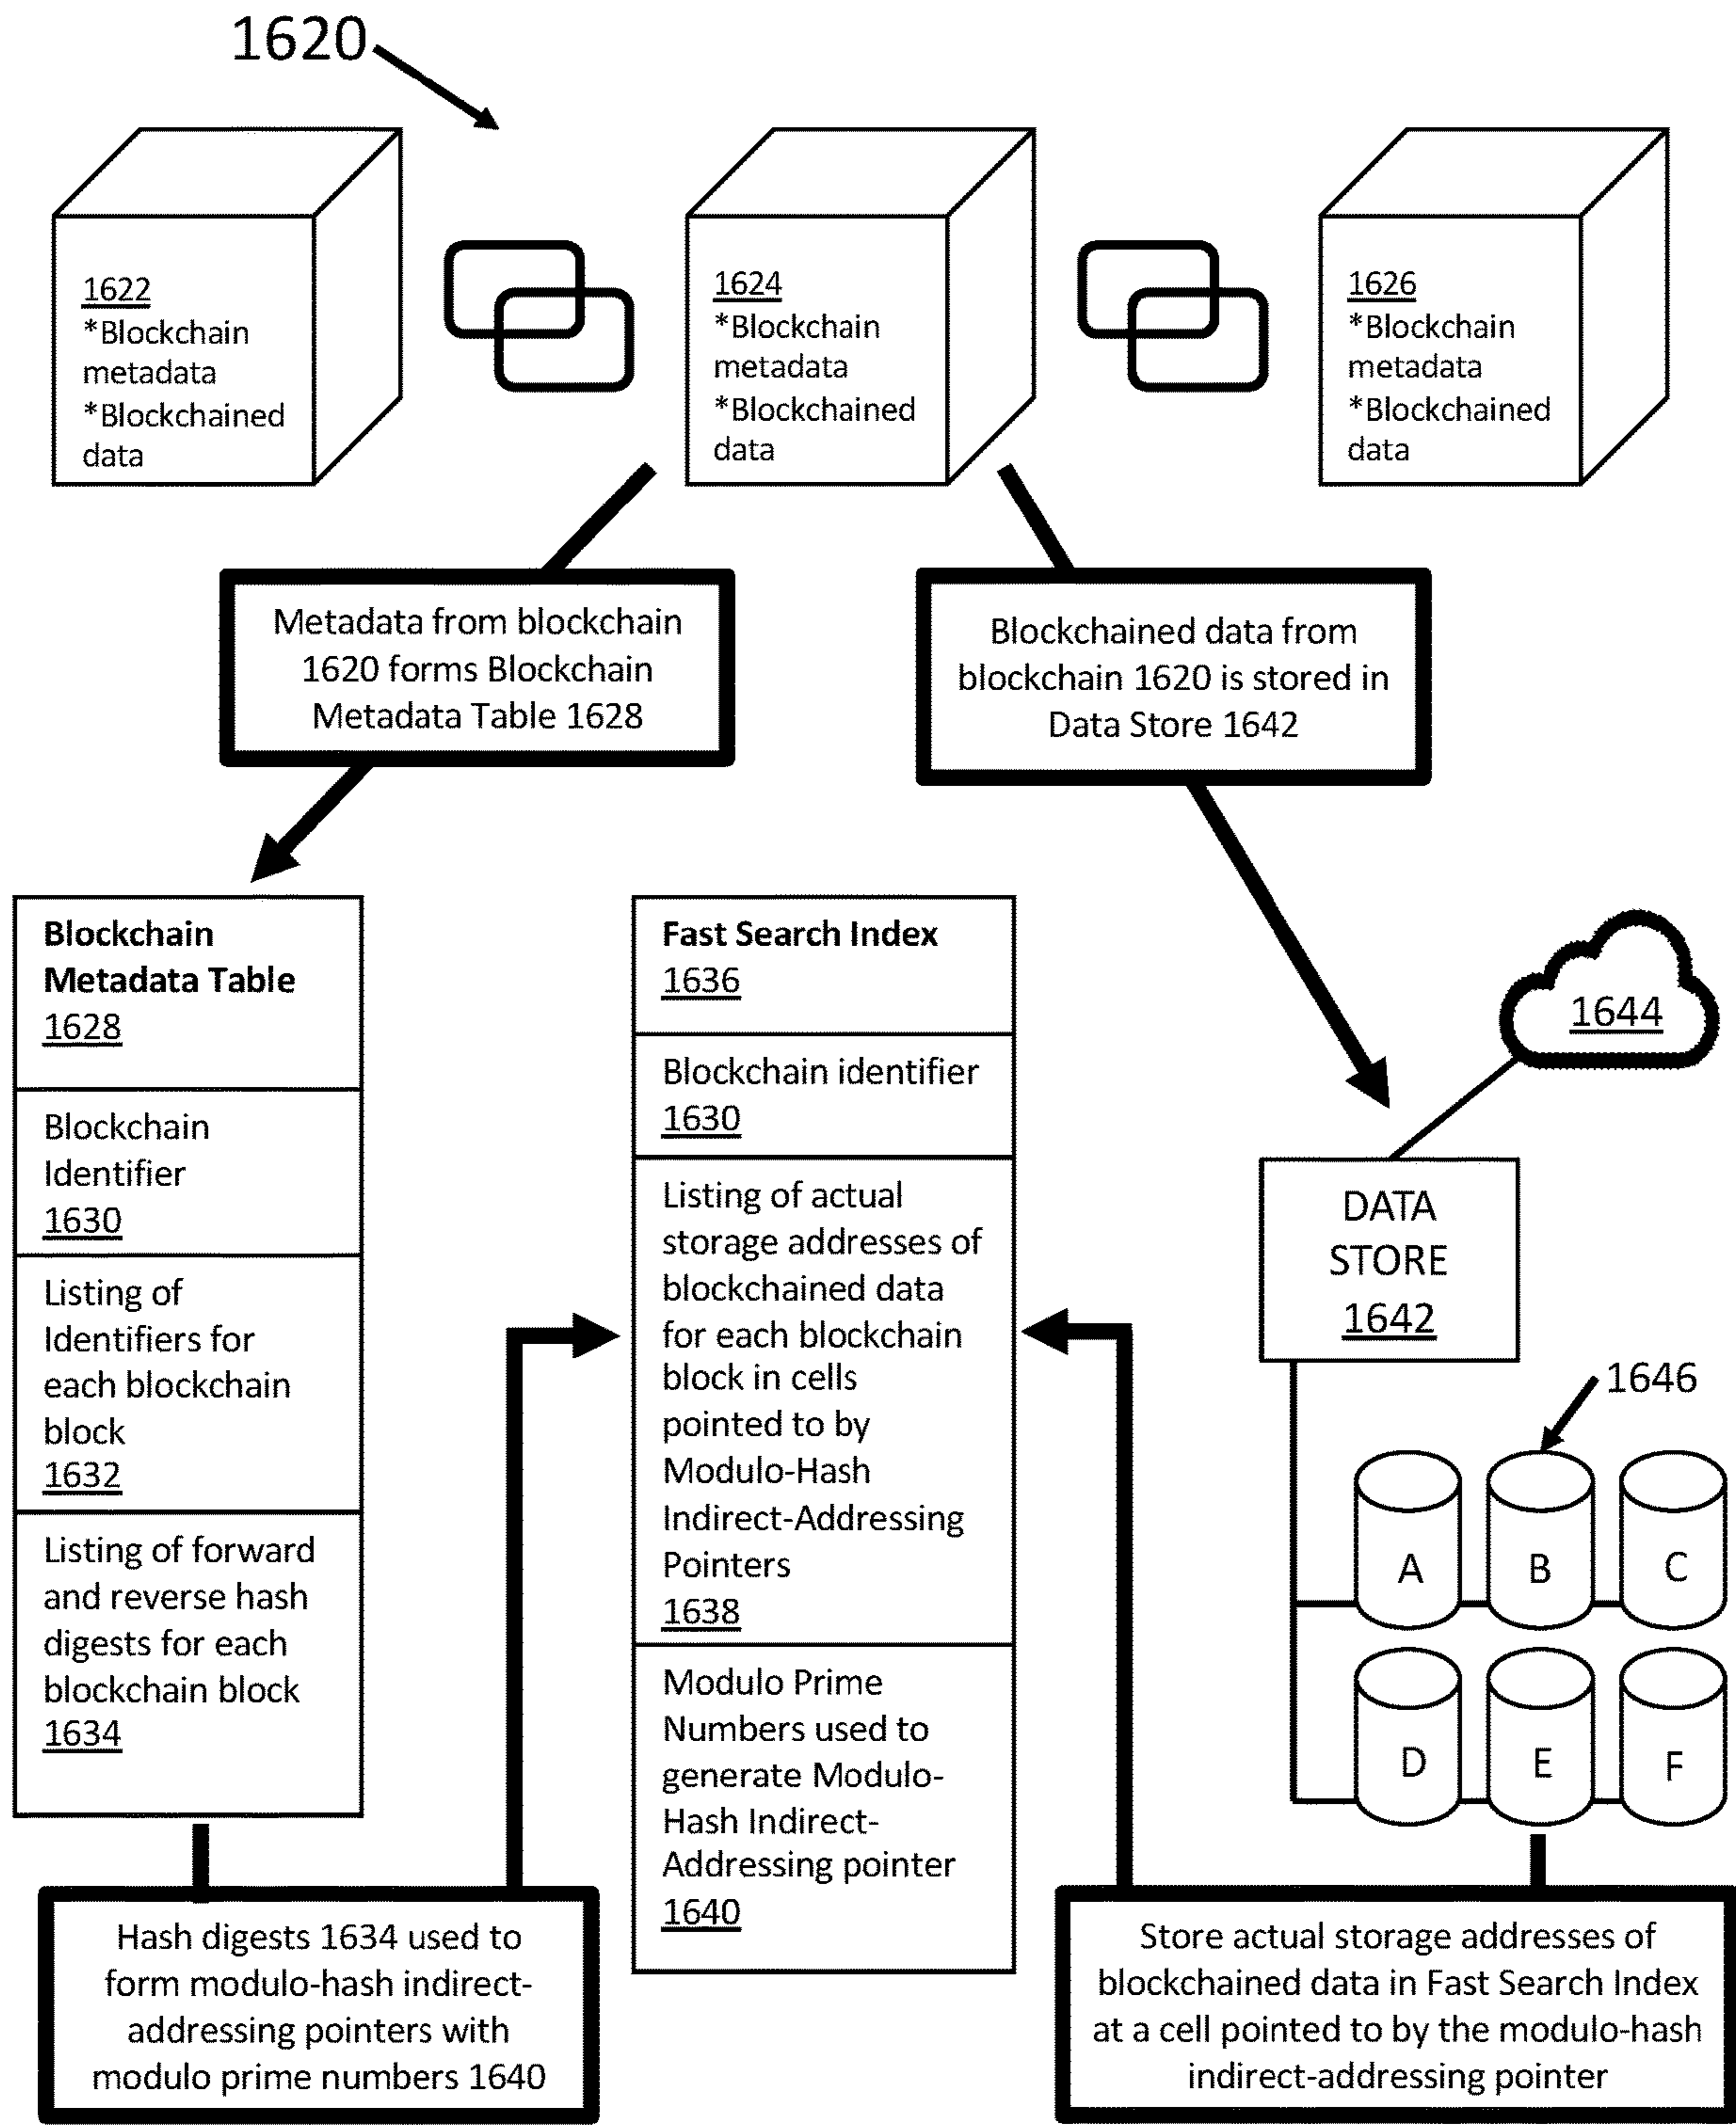 1620
1622
*Blockchain
metadata
*Blockchained
data
1624
*Blockchain
metadata
*Blockchained
data
1626
*Blockchain
metadata
*Blockchained
data
Metadata from blockchain
1620 forms Blockchain
Metadata Table 1628
Blockchained data from
blockchain 1620 is stored in
Data Store 1642
Blockchain
Metadata Table
1628
Blockchain
Identifier
1630
Listing of
Identifiers for
each blockchain
block
1632
Listing of forward
and reverse hash
digests for each
blockchain block
1634
Fast Search Index
1636
Blockchain identifier
1630
Listing of actual
storage addresses of
blockchained data
for each blockchain
block in cells
pointed to by
Modulo-Hash
Indirect-Addressing
Pointers
1638
Modulo Prime
Numbers used to
generate Modulo-
Hash Indirect-
Addressing pointer
1640
1644
DATA
STORE
1642
1646
A
B
C
D
E
F
Hash digests 1634 used to
form modulo-hash indirect-
addressing pointers with
modulo prime numbers 1640
Store actual storage addresses of
blockchained data in Fast Search Index
at a cell pointed to by the modulo-hash
indirect-addressing pointer